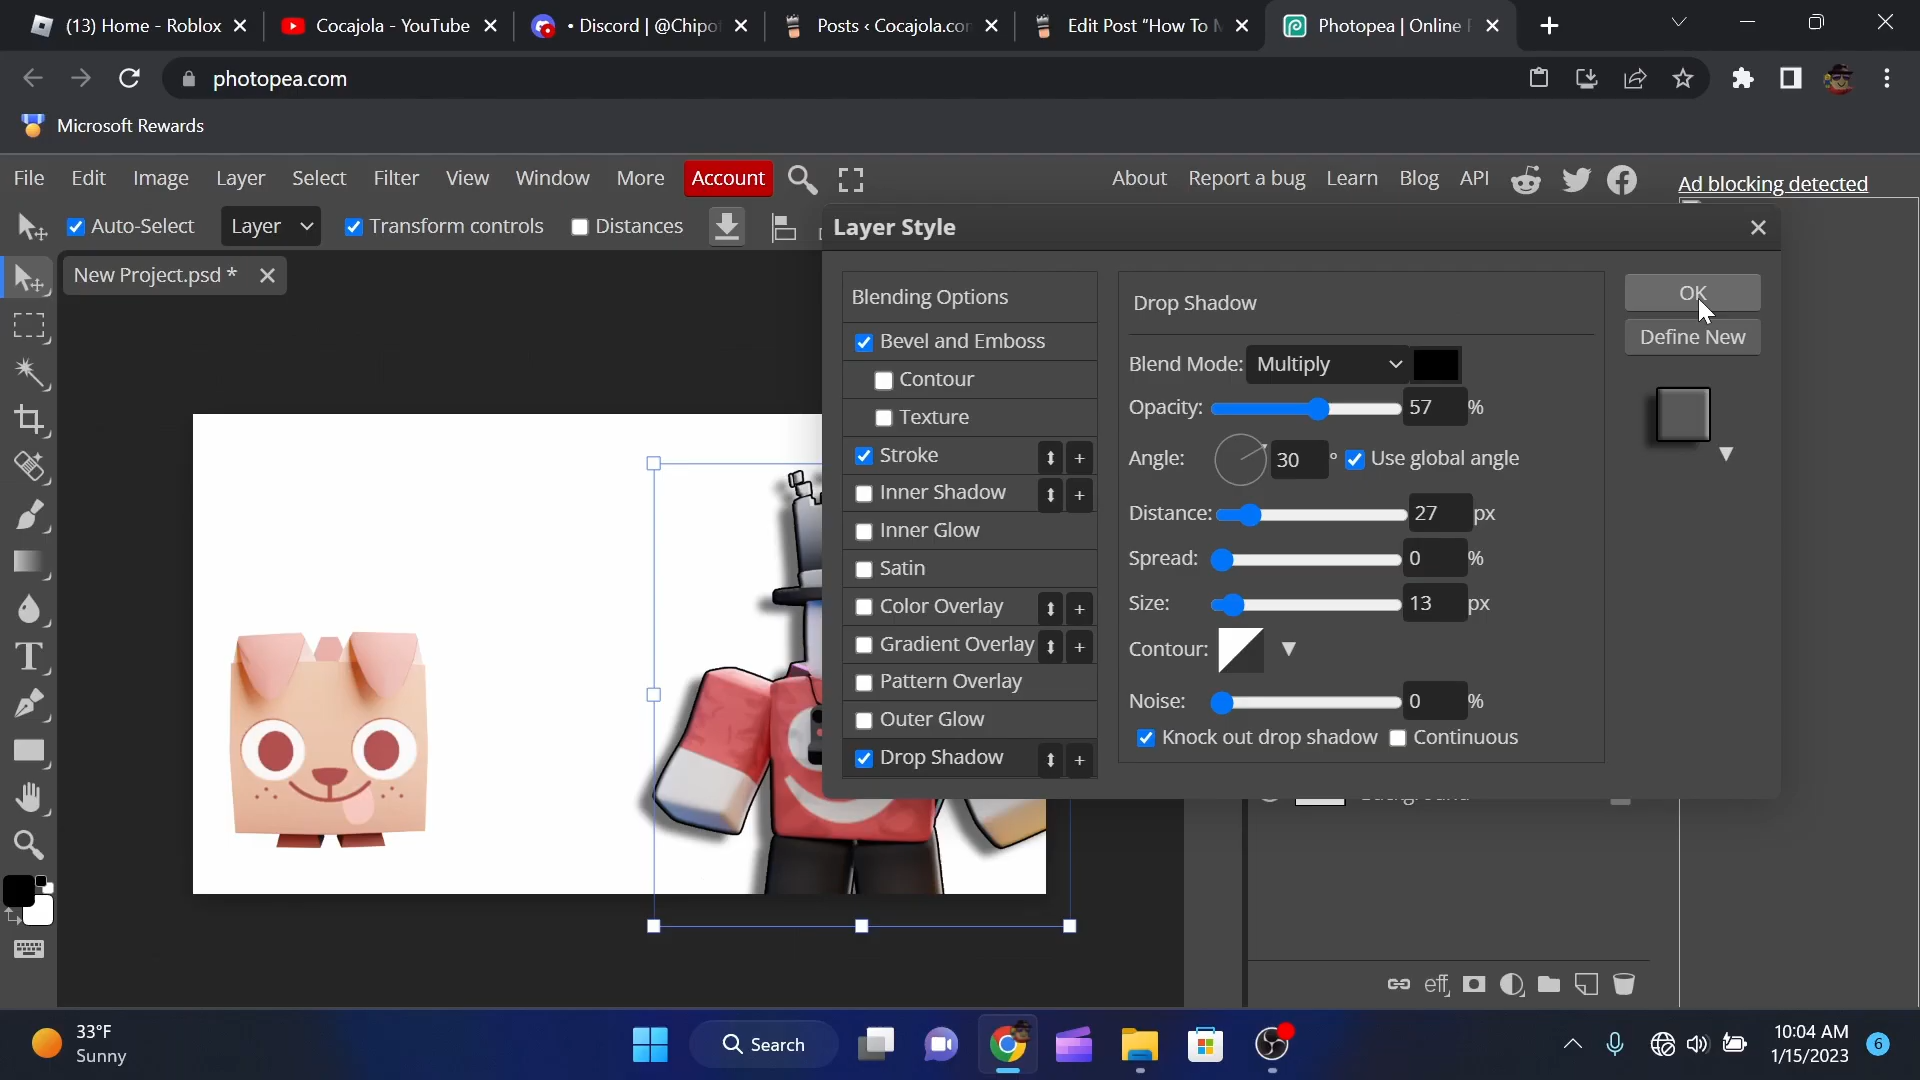 (13) Home - Roblox
Cocajola - YouTube
• Discord | @Chipot
Posts ‹ Cocajola.com
Edit Post "How To M
Photopea | Online P
photopea.com
Microsoft Rewards
File Edit Image Layer Select Filter View Window More Account
About Report a bug Learn Blog API
Ad blocking detected
Auto-Select Layer Transform controls Distances
New Project.psd *
Layer Style
Blending Options
Bevel and Emboss
Contour
Texture
Stroke
Inner Shadow
Inner Glow
Satin
Color Overlay
Gradient Overlay
Pattern Overlay
Outer Glow
Drop Shadow
Drop Shadow
Blend Mode: Multiply
Opacity: 57 %
Angle: 30 ° Use global angle
Distance: 27 px
Spread: 0 %
Size: 13 px
Contour:
Noise: 0 %
Knock out drop shadow Continuous
OK
Define New
eff
33°F
Sunny
Search
10:04 AM
1/15/2023
6